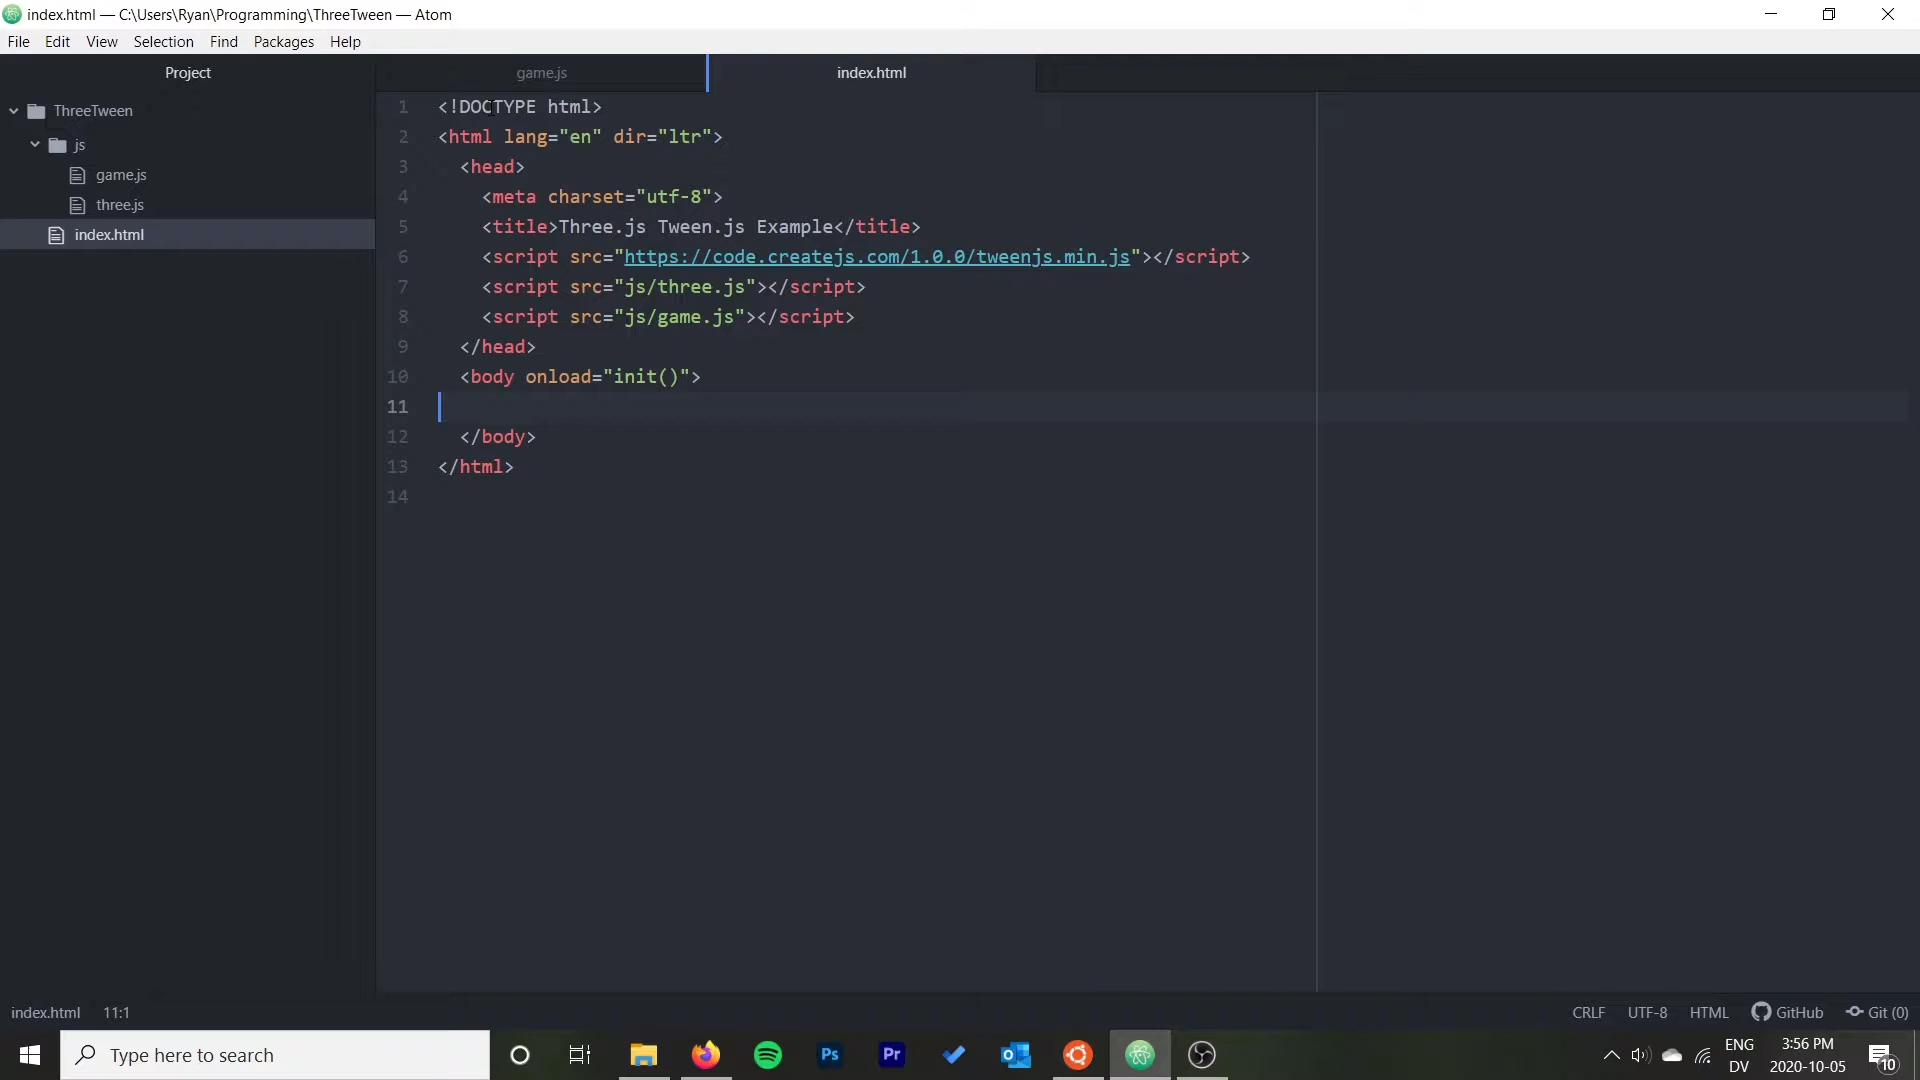 index.html — C:\Users\Ryan\Programming\ThreeTween — Atom
File Edit View Selection Find Packages Help
Project
game.js
index.html
ThreeTween
js
game.js
three.js
index.html
1 <!DOCTYPE html>
2 <html lang="en" dir="ltr">
3 <head>
4 <meta charset="utf-8">
5 <title>Three.js Tween.js Example</title>
6 <script src="https://code.createjs.com/1.0.0/tweenjs.min.js"></script>
7 <script src="js/three.js"></script>
8 <script src="js/game.js"></script>
9 </head>
10 <body onload="init()">
11
12 </body>
13 </html>
14
index.html 11:1
CRLF UTF-8 HTML GitHub Git (0)
Type here to search
Ps
Pr
ENG
DV
3:56 PM
2020-10-05
10